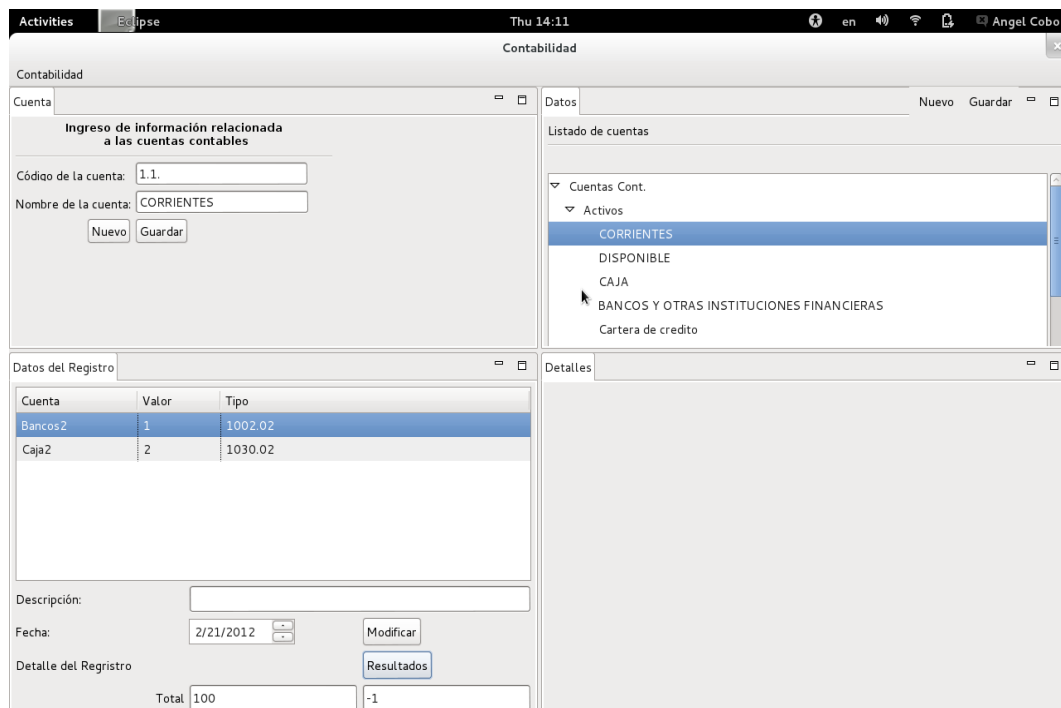 Activities Eclipse Thu 14:11 en Angel Cobo
Contabilidad
Contabilidad
Cuenta
Ingreso de información relacionada
a las cuentas contables
Código de la cuenta: 1.1.
Nombre de la cuenta: CORRIENTES
Nuevo Guardar
Datos Nuevo Guardar
Listado de cuentas
Cuentas Cont.
Activos
CORRIENTES
DISPONIBLE
CAJA
BANCOS Y OTRAS INSTITUCIONES FINANCIERAS
Cartera de credito
Datos del Registro
Cuenta Valor Tipo
Bancos2 1 1002.02
Caja2 2 1030.02
Descripción:
Fecha: 2/21/2012 Modificar
Detalle del Regristro Resultados
Total 100 -1
Detalles